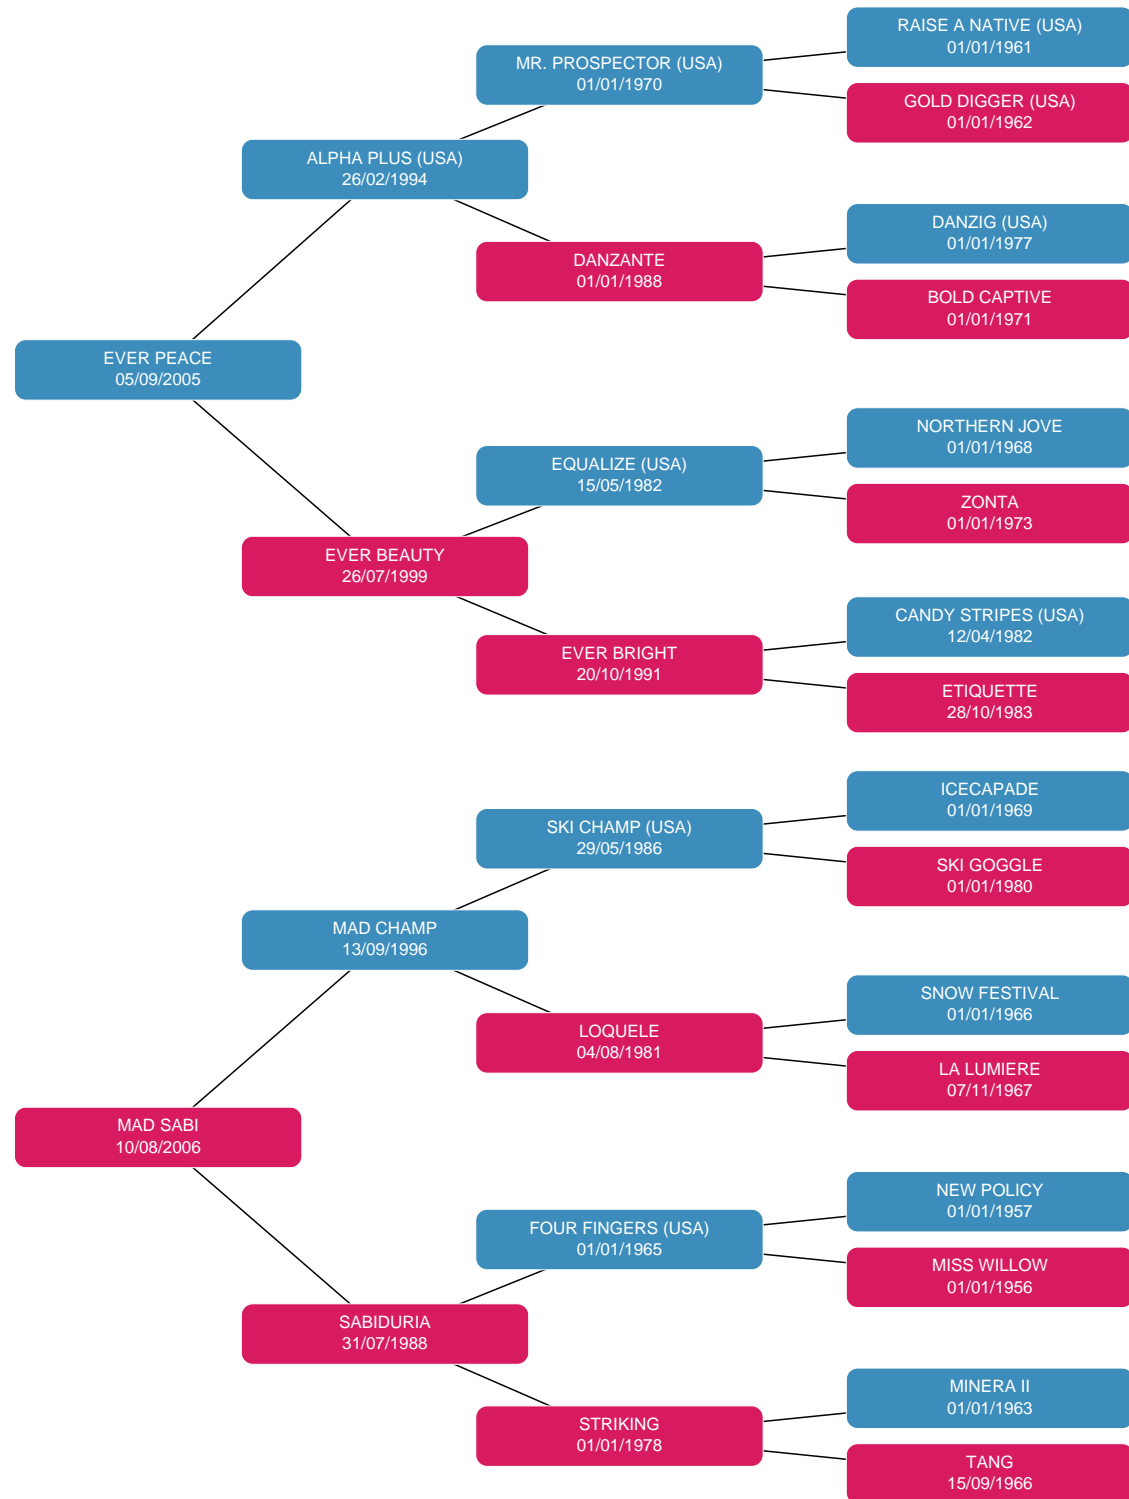 RAISE A NATIVE (USA)
01/01/1961
MR. PROSPECTOR (USA)
01/01/1970
GOLD DIGGER (USA)
01/01/1962
ALPHA PLUS (USA)
26/02/1994
DANZIG (USA)
01/01/1977
DANZANTE
01/01/1988
BOLD CAPTIVE
01/01/1971
EVER PEACE
05/09/2005
NORTHERN JOVE
01/01/1968
EQUALIZE (USA)
15/05/1982
ZONTA
01/01/1973
EVER BEAUTY
26/07/1999
CANDY STRIPES (USA)
12/04/1982
EVER BRIGHT
20/10/1991
ETIQUETTE
28/10/1983
ICECAPADE
01/01/1969
SKI CHAMP (USA)
29/05/1986
SKI GOGGLE
01/01/1980
MAD CHAMP
13/09/1996
SNOW FESTIVAL
01/01/1966
LOQUELE
04/08/1981
LA LUMIERE
07/11/1967
MAD SABI
10/08/2006
NEW POLICY
01/01/1957
FOUR FINGERS (USA)
01/01/1965
MISS WILLOW
01/01/1956
SABIDURIA
31/07/1988
MINERA II
01/01/1963
STRIKING
01/01/1978
TANG
15/09/1966